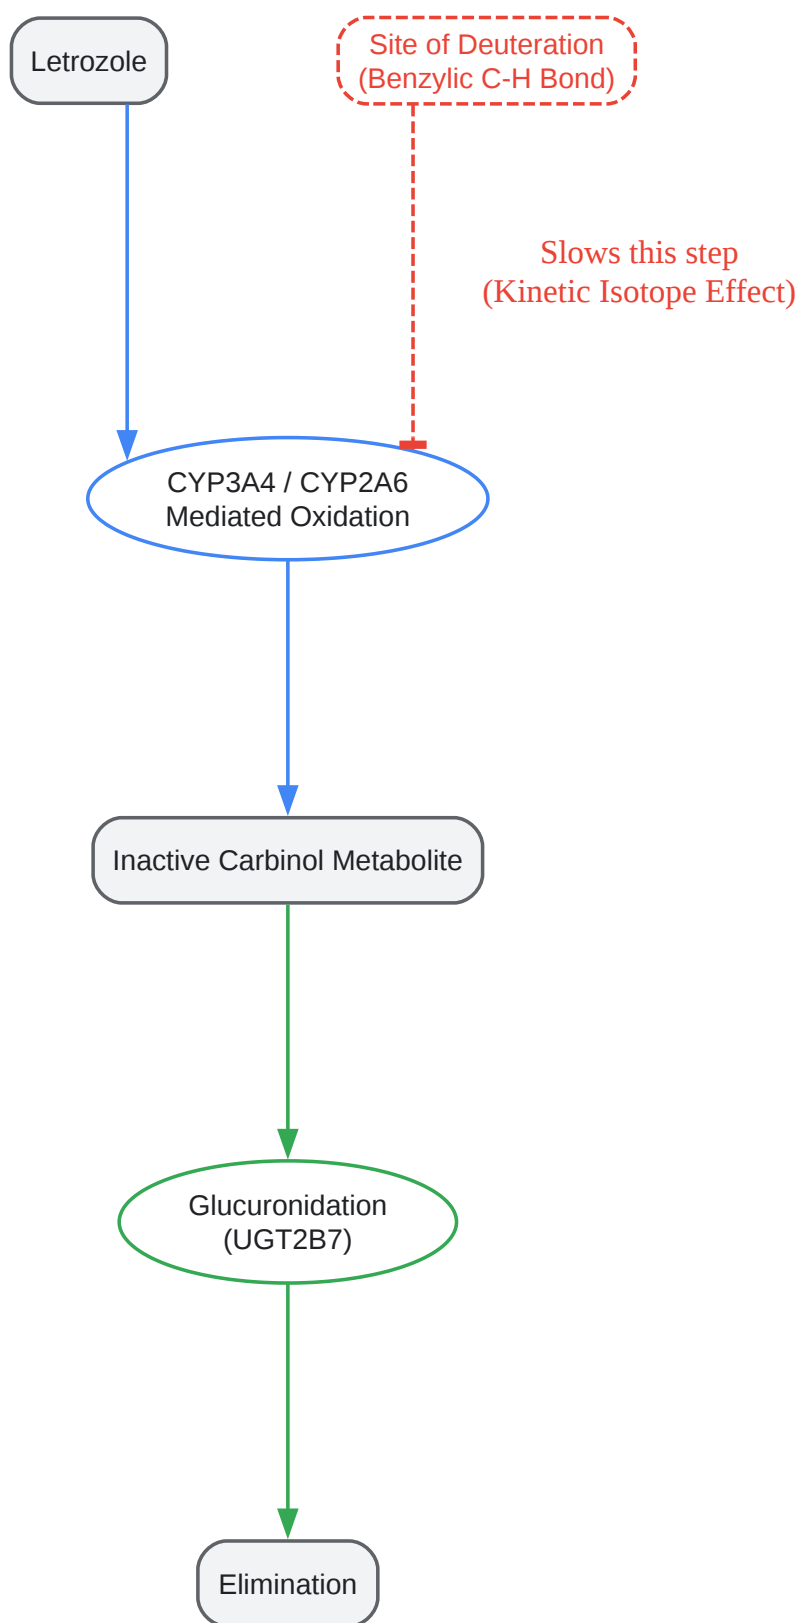 Letrozole
Site of Deuteration
(Benzylic C-H Bond)
Slows this step
(Kinetic Isotope Effect)
CYP3A4 / CYP2A6
Mediated Oxidation
Inactive Carbinol Metabolite
Glucuronidation
(UGT2B7)
Elimination